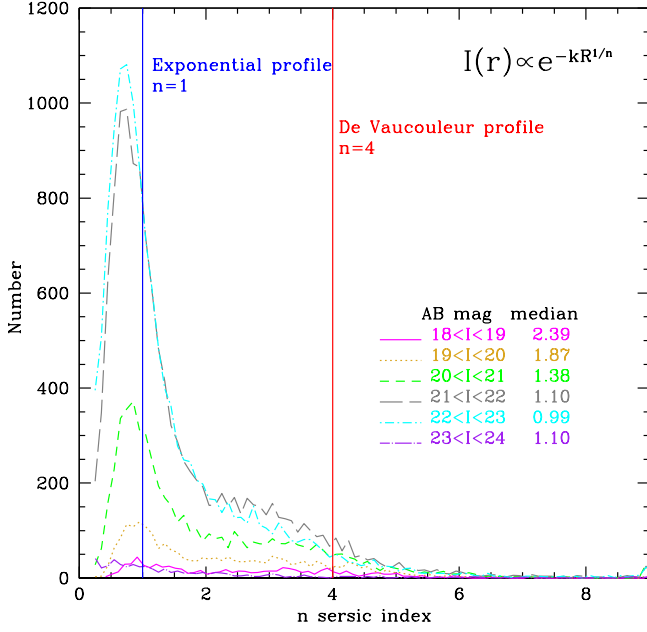 1200
1000
800
600
400
200
0
Number
Exponential profile
n=1
I(r)∝e^-kR^1/n
De Vaucouleur profile
n=4
AB mag median
18<I<19 2.39
19<I<20 1.87
20<I<21 1.38
21<I<22 1.10
22<I<23 0.99
23<I<24 1.10
0 2 4 6 8
n sersic index